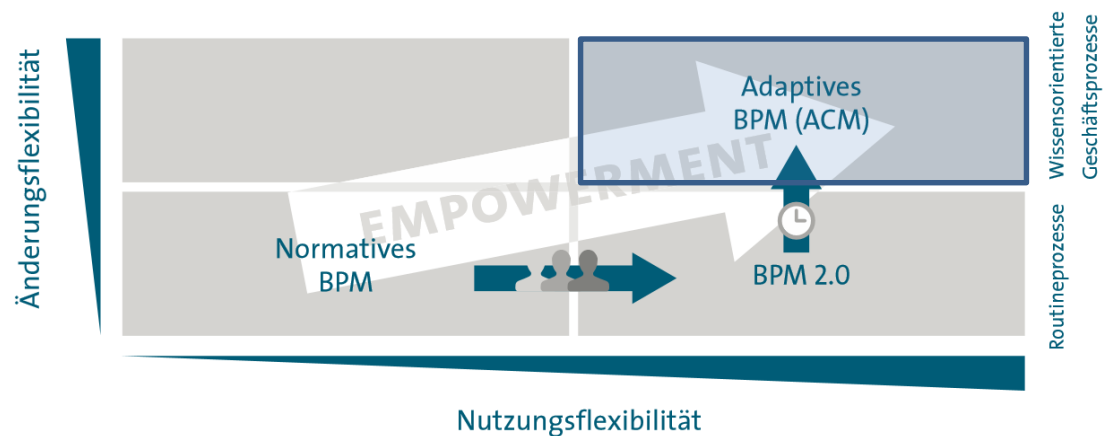 Änderungsflexibilität
Adaptives
BPM (ACM)
EMPOWERMENT
Normatives
BPM
BPM 2.0
Wissensorientierte
Geschäftsprozesse
Routineprozesse
Nutzungsflexibilität